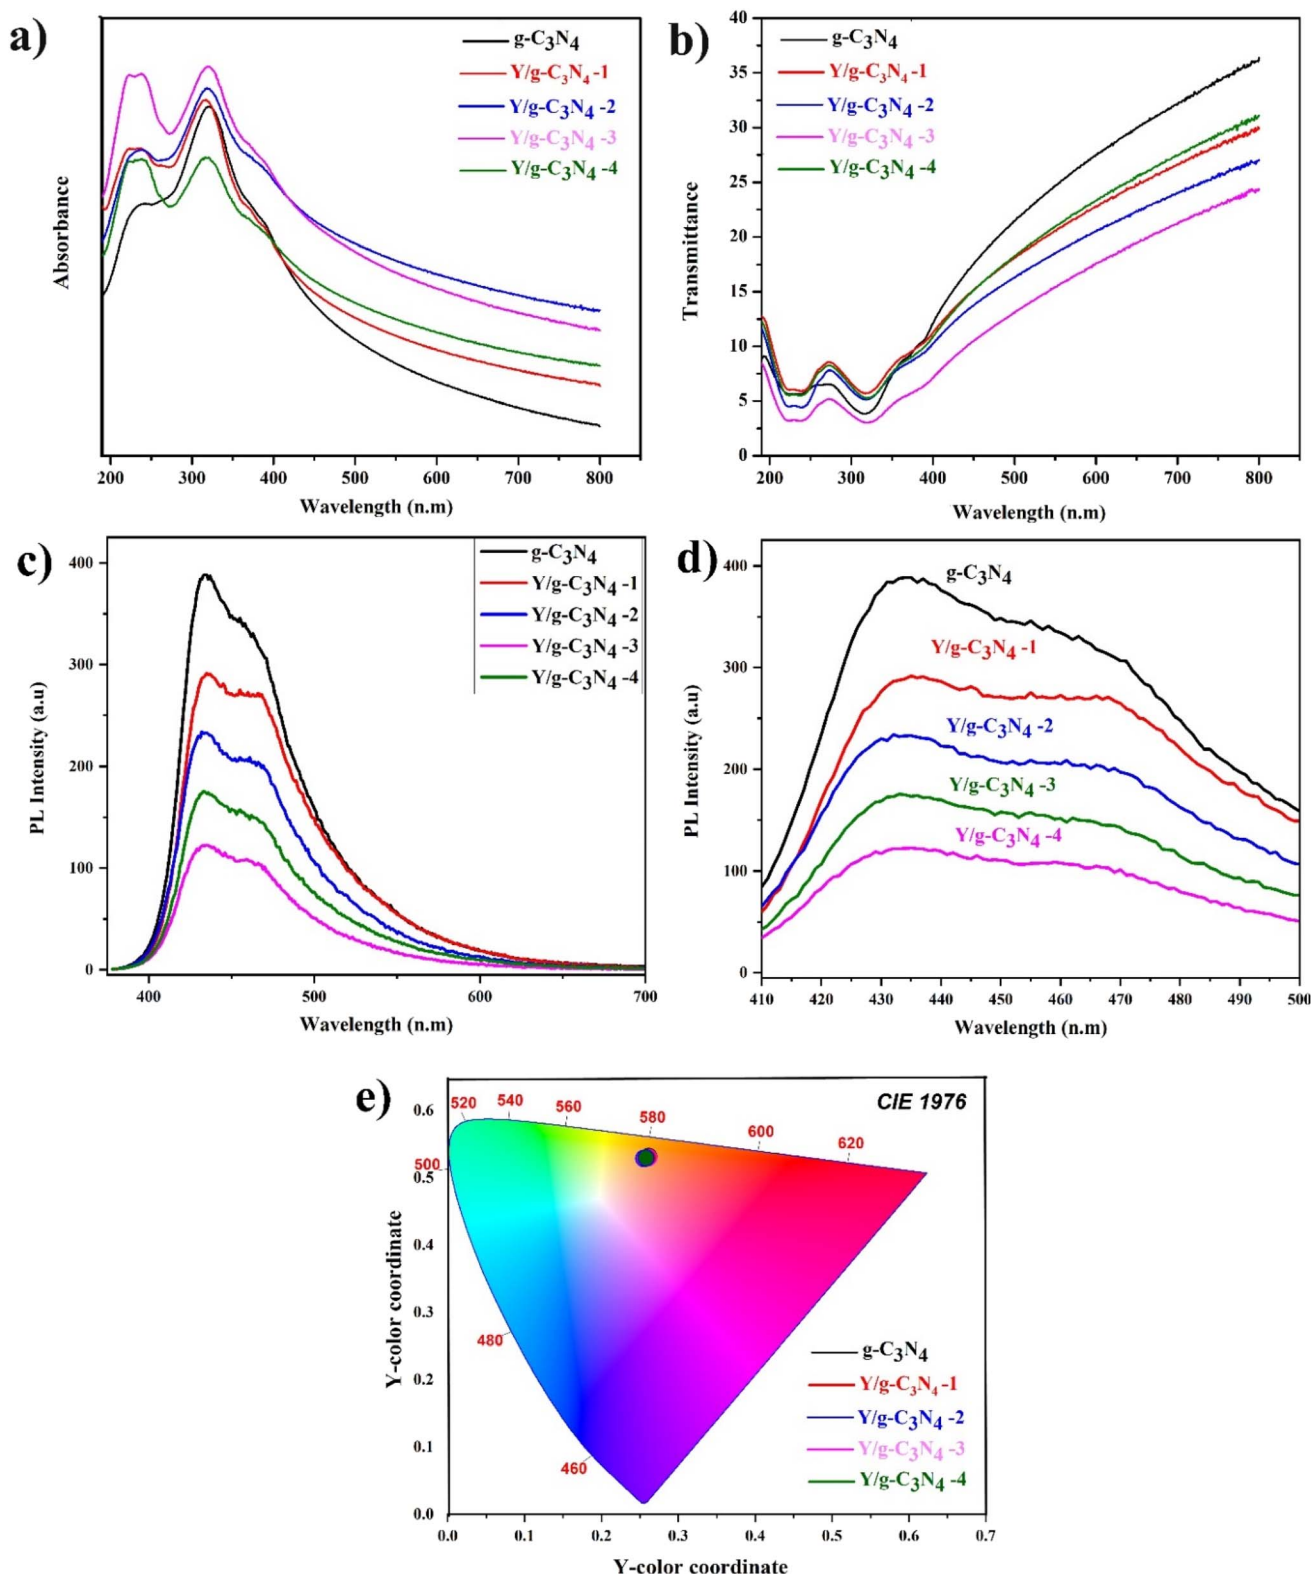 a)
g-C₃N₄
Y/g-C₃N₄ -1
Y/g-C₃N₄ -2
Y/g-C₃N₄ -3
Y/g-C₃N₄ -4
Absorbance
200 300 400 500 600 700 800
Wavelength (n.m)
b)
g-C₃N₄
Y/g-C₃N₄ -1
Y/g-C₃N₄ -2
Y/g-C₃N₄ -3
Y/g-C₃N₄ -4
Transmittance
40
35
30
25
20
15
10
5
0
200 300 400 500 600 700 800
Wavelength (n.m)
c)
g-C₃N₄
Y/g-C₃N₄ -1
Y/g-C₃N₄ -2
Y/g-C₃N₄ -3
Y/g-C₃N₄ -4
PL Intensity (a.u)
400
300
200
100
0
400 500 600 700
Wavelength (n.m)
d)
g-C₃N₄
Y/g-C₃N₄ -1
Y/g-C₃N₄ -2
Y/g-C₃N₄ -3
Y/g-C₃N₄ -4
PL Intensity (a.u)
400
300
200
100
0
410 420 430 440 450 460 470 480 490 500
Wavelength (n.m)
e)
CIE 1976
520 540 560 580 600 620
500
480
460
g-C₃N₄
Y/g-C₃N₄ -1
Y/g-C₃N₄ -2
Y/g-C₃N₄ -3
Y/g-C₃N₄ -4
Y-color coordinate
0.6
0.5
0.4
0.3
0.2
0.1
0.0
0.0 0.1 0.2 0.3 0.4 0.5 0.6 0.7
Y-color coordinate